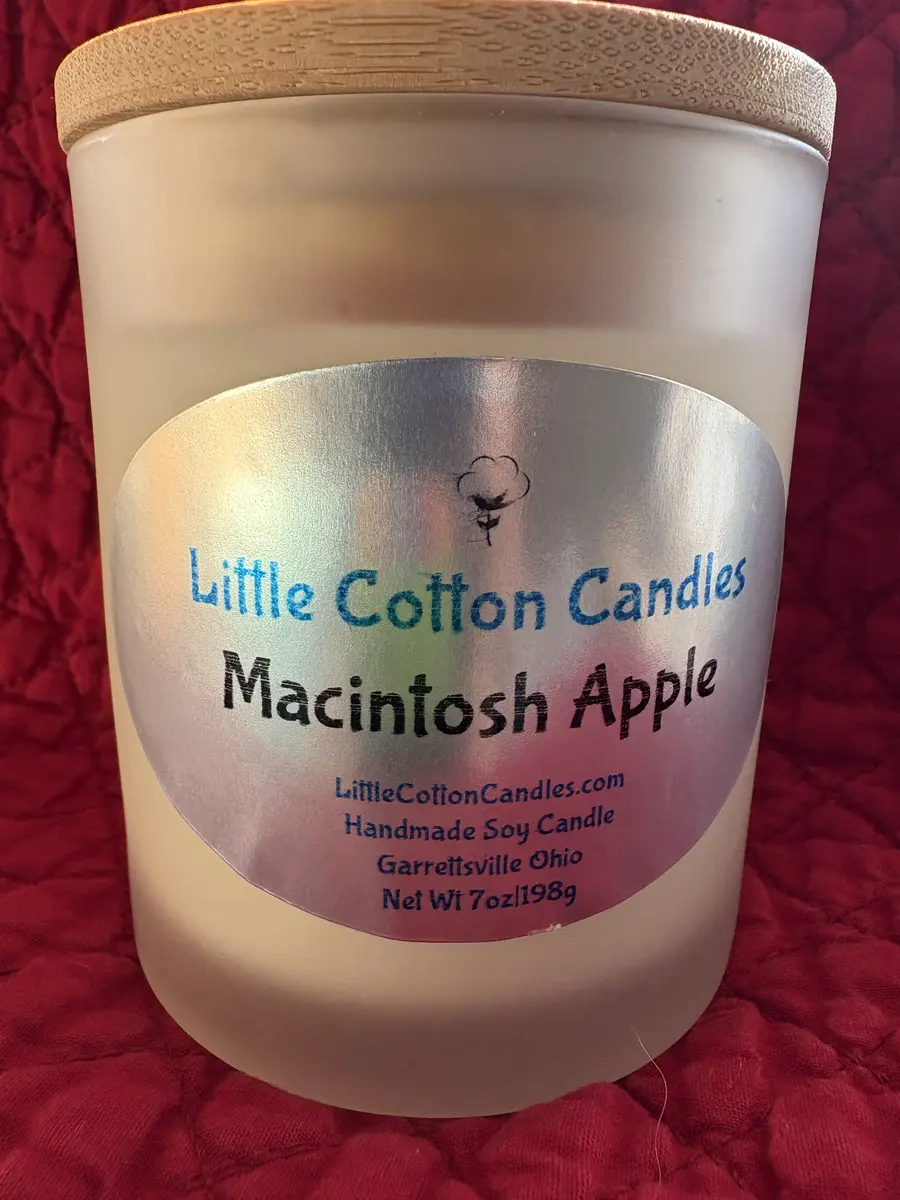 Little Cotton Candles
Macintosh Apple
LittleCottonCandles.com
Handmade Soy Candle
Garrettsville Ohio
Net Wt 7oz|198g